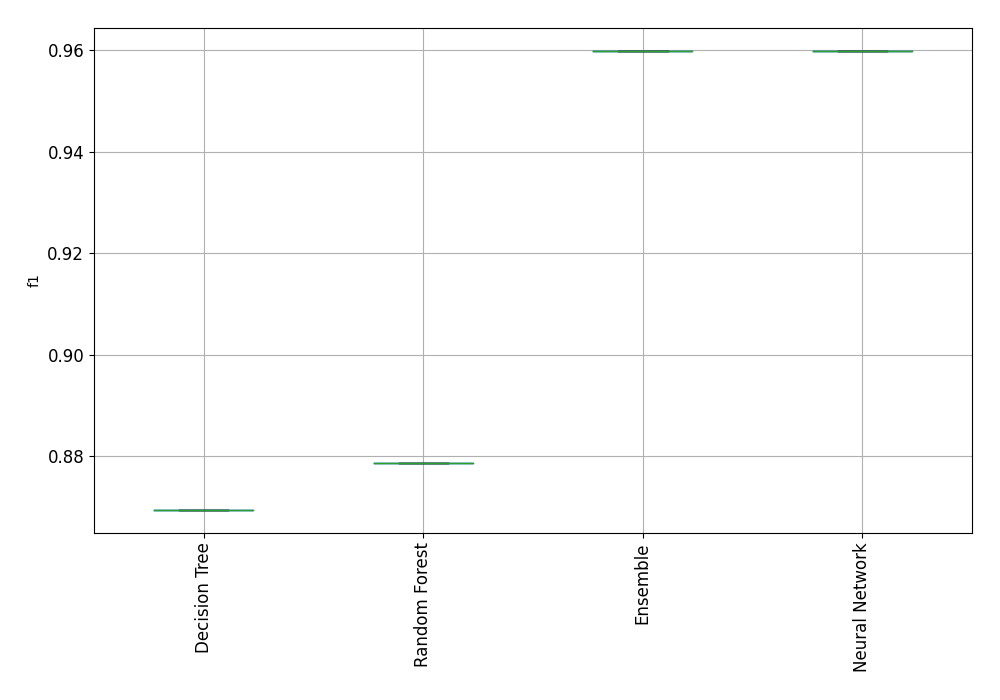 0.96
0.94
0.92
0.90
0.88
f1
Decision Tree
Random Forest
Ensemble
Neural Network